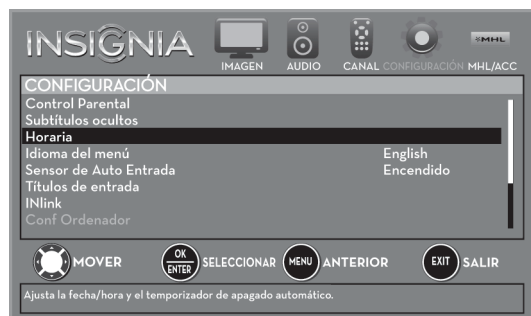 INSIGNIA
IMAGEN AUDIO CANAL CONFIGURACIÓN MHL/ACC
MHL
CONFIGURACIÓN
Control Parental
Subtítulos ocultos
Horaria
Idioma del menú English
Sensor de Auto Entrada Encendido
Títulos de entrada
INlink
Conf Ordenador
MOVER OK ENTER SELECCIONAR MENU ANTERIOR EXIT SALIR
Ajusta la fecha/hora y el temporizador de apagado automático.